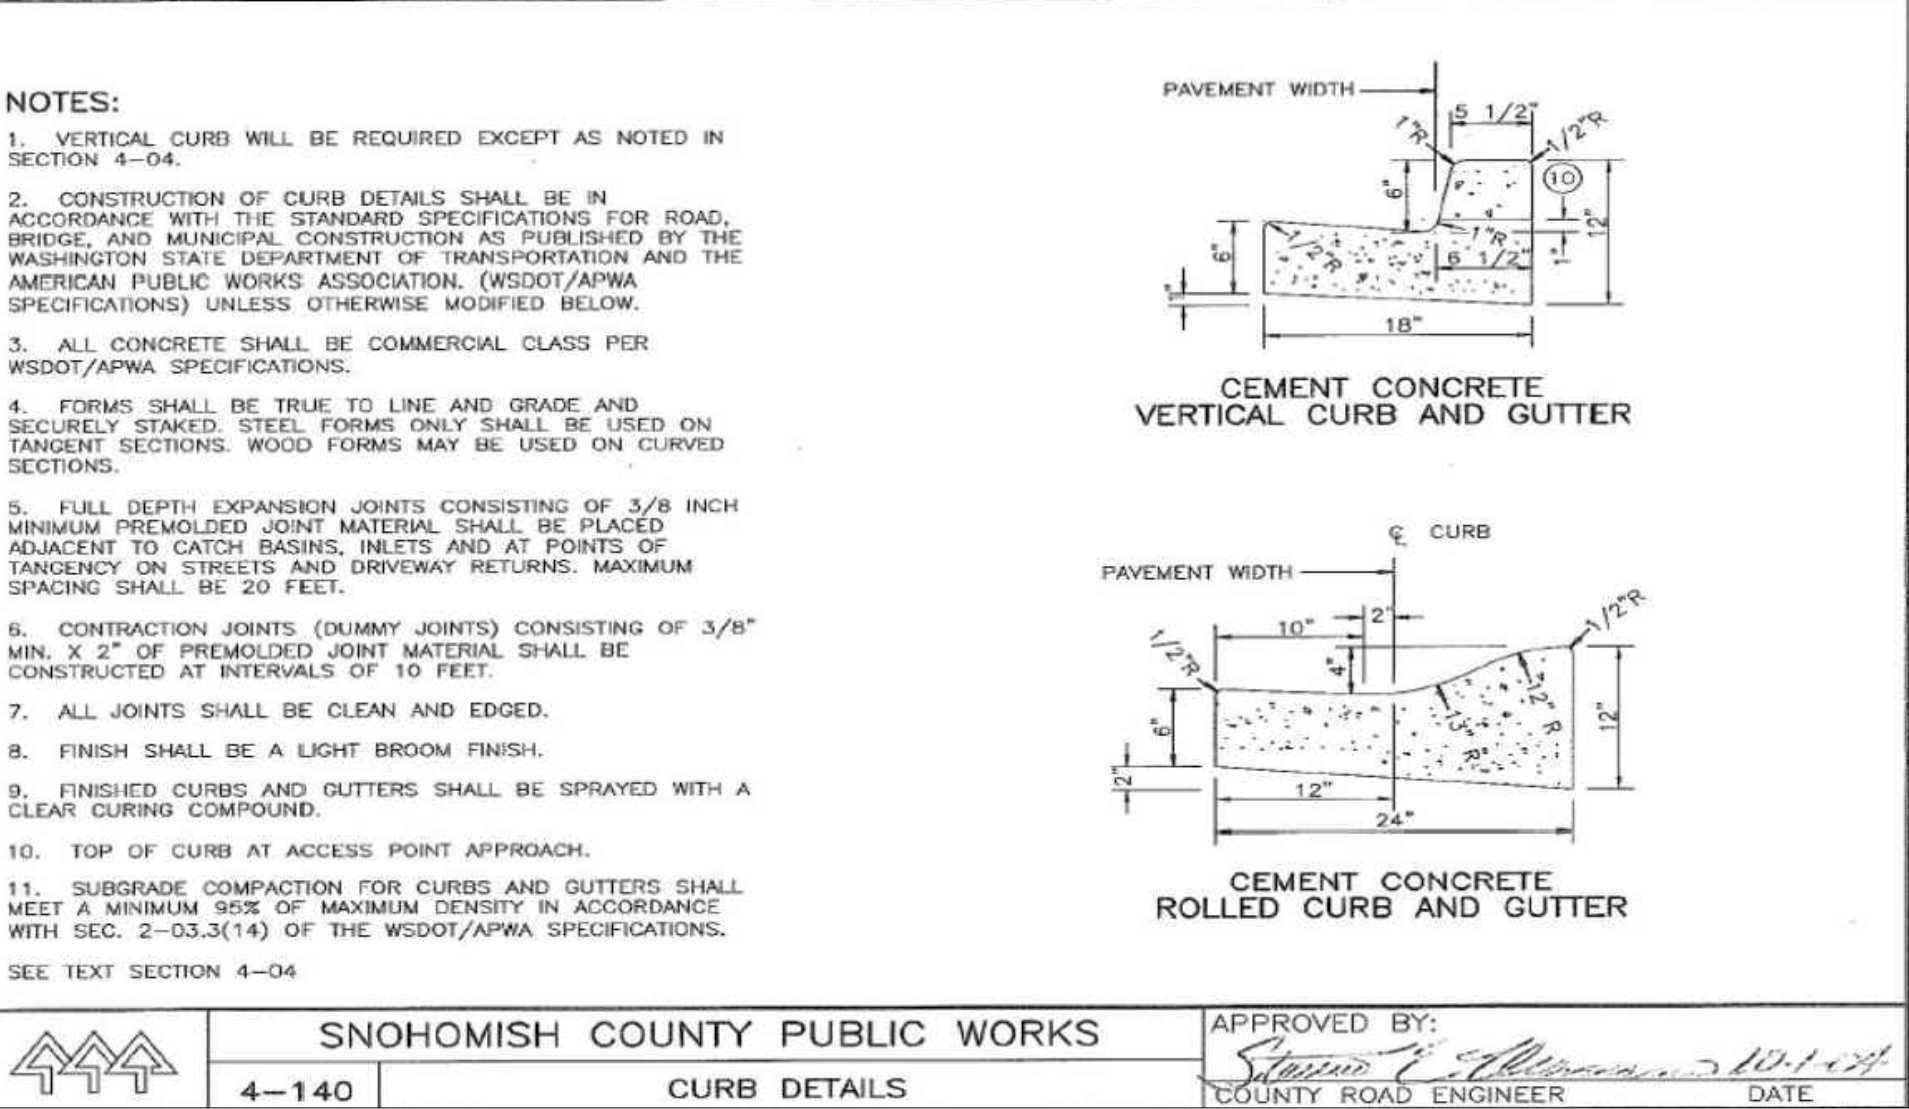 NOTES:
1. VERTICAL CURB WILL BE REQUIRED EXCEPT AS NOTED IN
SECTION 4-04.
2. CONSTRUCTION OF CURB DETAILS SHALL BE IN
ACCORDANCE WITH THE STANDARD SPECIFICATIONS FOR ROAD,
BRIDGE, AND MUNICIPAL CONSTRUCTION AS PUBLISHED BY THE
WASHINGTON STATE DEPARTMENT OF TRANSPORTATION AND THE
AMERICAN PUBLIC WORKS ASSOCIATION. (WSDOT/APWA
SPECIFICATIONS) UNLESS OTHERWISE MODIFIED BELOW.
3. ALL CONCRETE SHALL BE COMMERCIAL CLASS PER
WSDOT/APWA SPECIFICATIONS.
4. FORMS SHALL BE TRUE TO LINE AND GRADE AND
SECURELY STAKED. STEEL FORMS ONLY SHALL BE USED ON
TANGENT SECTIONS. WOOD FORMS MAY BE USED ON CURVED
SECTIONS.
5. FULL DEPTH EXPANSION JOINTS CONSISTING OF 3/8 INCH
MINIMUM PREMOLDED JOINT MATERIAL SHALL BE PLACED
ADJACENT TO CATCH BASINS, INLETS AND AT POINTS OF
TANGENCY ON STREETS AND DRIVEWAY RETURNS. MAXIMUM
SPACING SHALL BE 20 FEET.
6. CONTRACTION JOINTS (DUMMY JOINTS) CONSISTING OF 3/8"
MIN. X 2" OF PREMOLDED JOINT MATERIAL SHALL BE
CONSTRUCTED AT INTERVALS OF 10 FEET.
7. ALL JOINTS SHALL BE CLEAN AND EDGED.
8. FINISH SHALL BE A LIGHT BROOM FINISH.
9. FINISHED CURBS AND GUTTERS SHALL BE SPRAYED WITH A
CLEAR CURING COMPOUND.
10. TOP OF CURB AT ACCESS POINT APPROACH.
11. SUBGRADE COMPACTION FOR CURBS AND GUTTERS SHALL
MEET A MINIMUM 95% OF MAXIMUM DENSITY IN ACCORDANCE
WITH SEC. 2-03.3(14) OF THE WSDOT/APWA SPECIFICATIONS.
SEE TEXT SECTION 4-04
PAVEMENT WIDTH
5 1/2"
1"R
1/2"R
10
6"
12"
1"R
6"
1/2"R
6 1/2"
1"
1"
18"
CEMENT CONCRETE
VERTICAL CURB AND GUTTER
℄ CURB
PAVEMENT WIDTH
2"
10"
1/2"R
1/2"R
4"
12" R
13" R
12"
6"
2"
12"
24"
CEMENT CONCRETE
ROLLED CURB AND GUTTER
SNOHOMISH COUNTY PUBLIC WORKS
4-140
CURB DETAILS
APPROVED BY:
10-1-04
COUNTY ROAD ENGINEER DATE